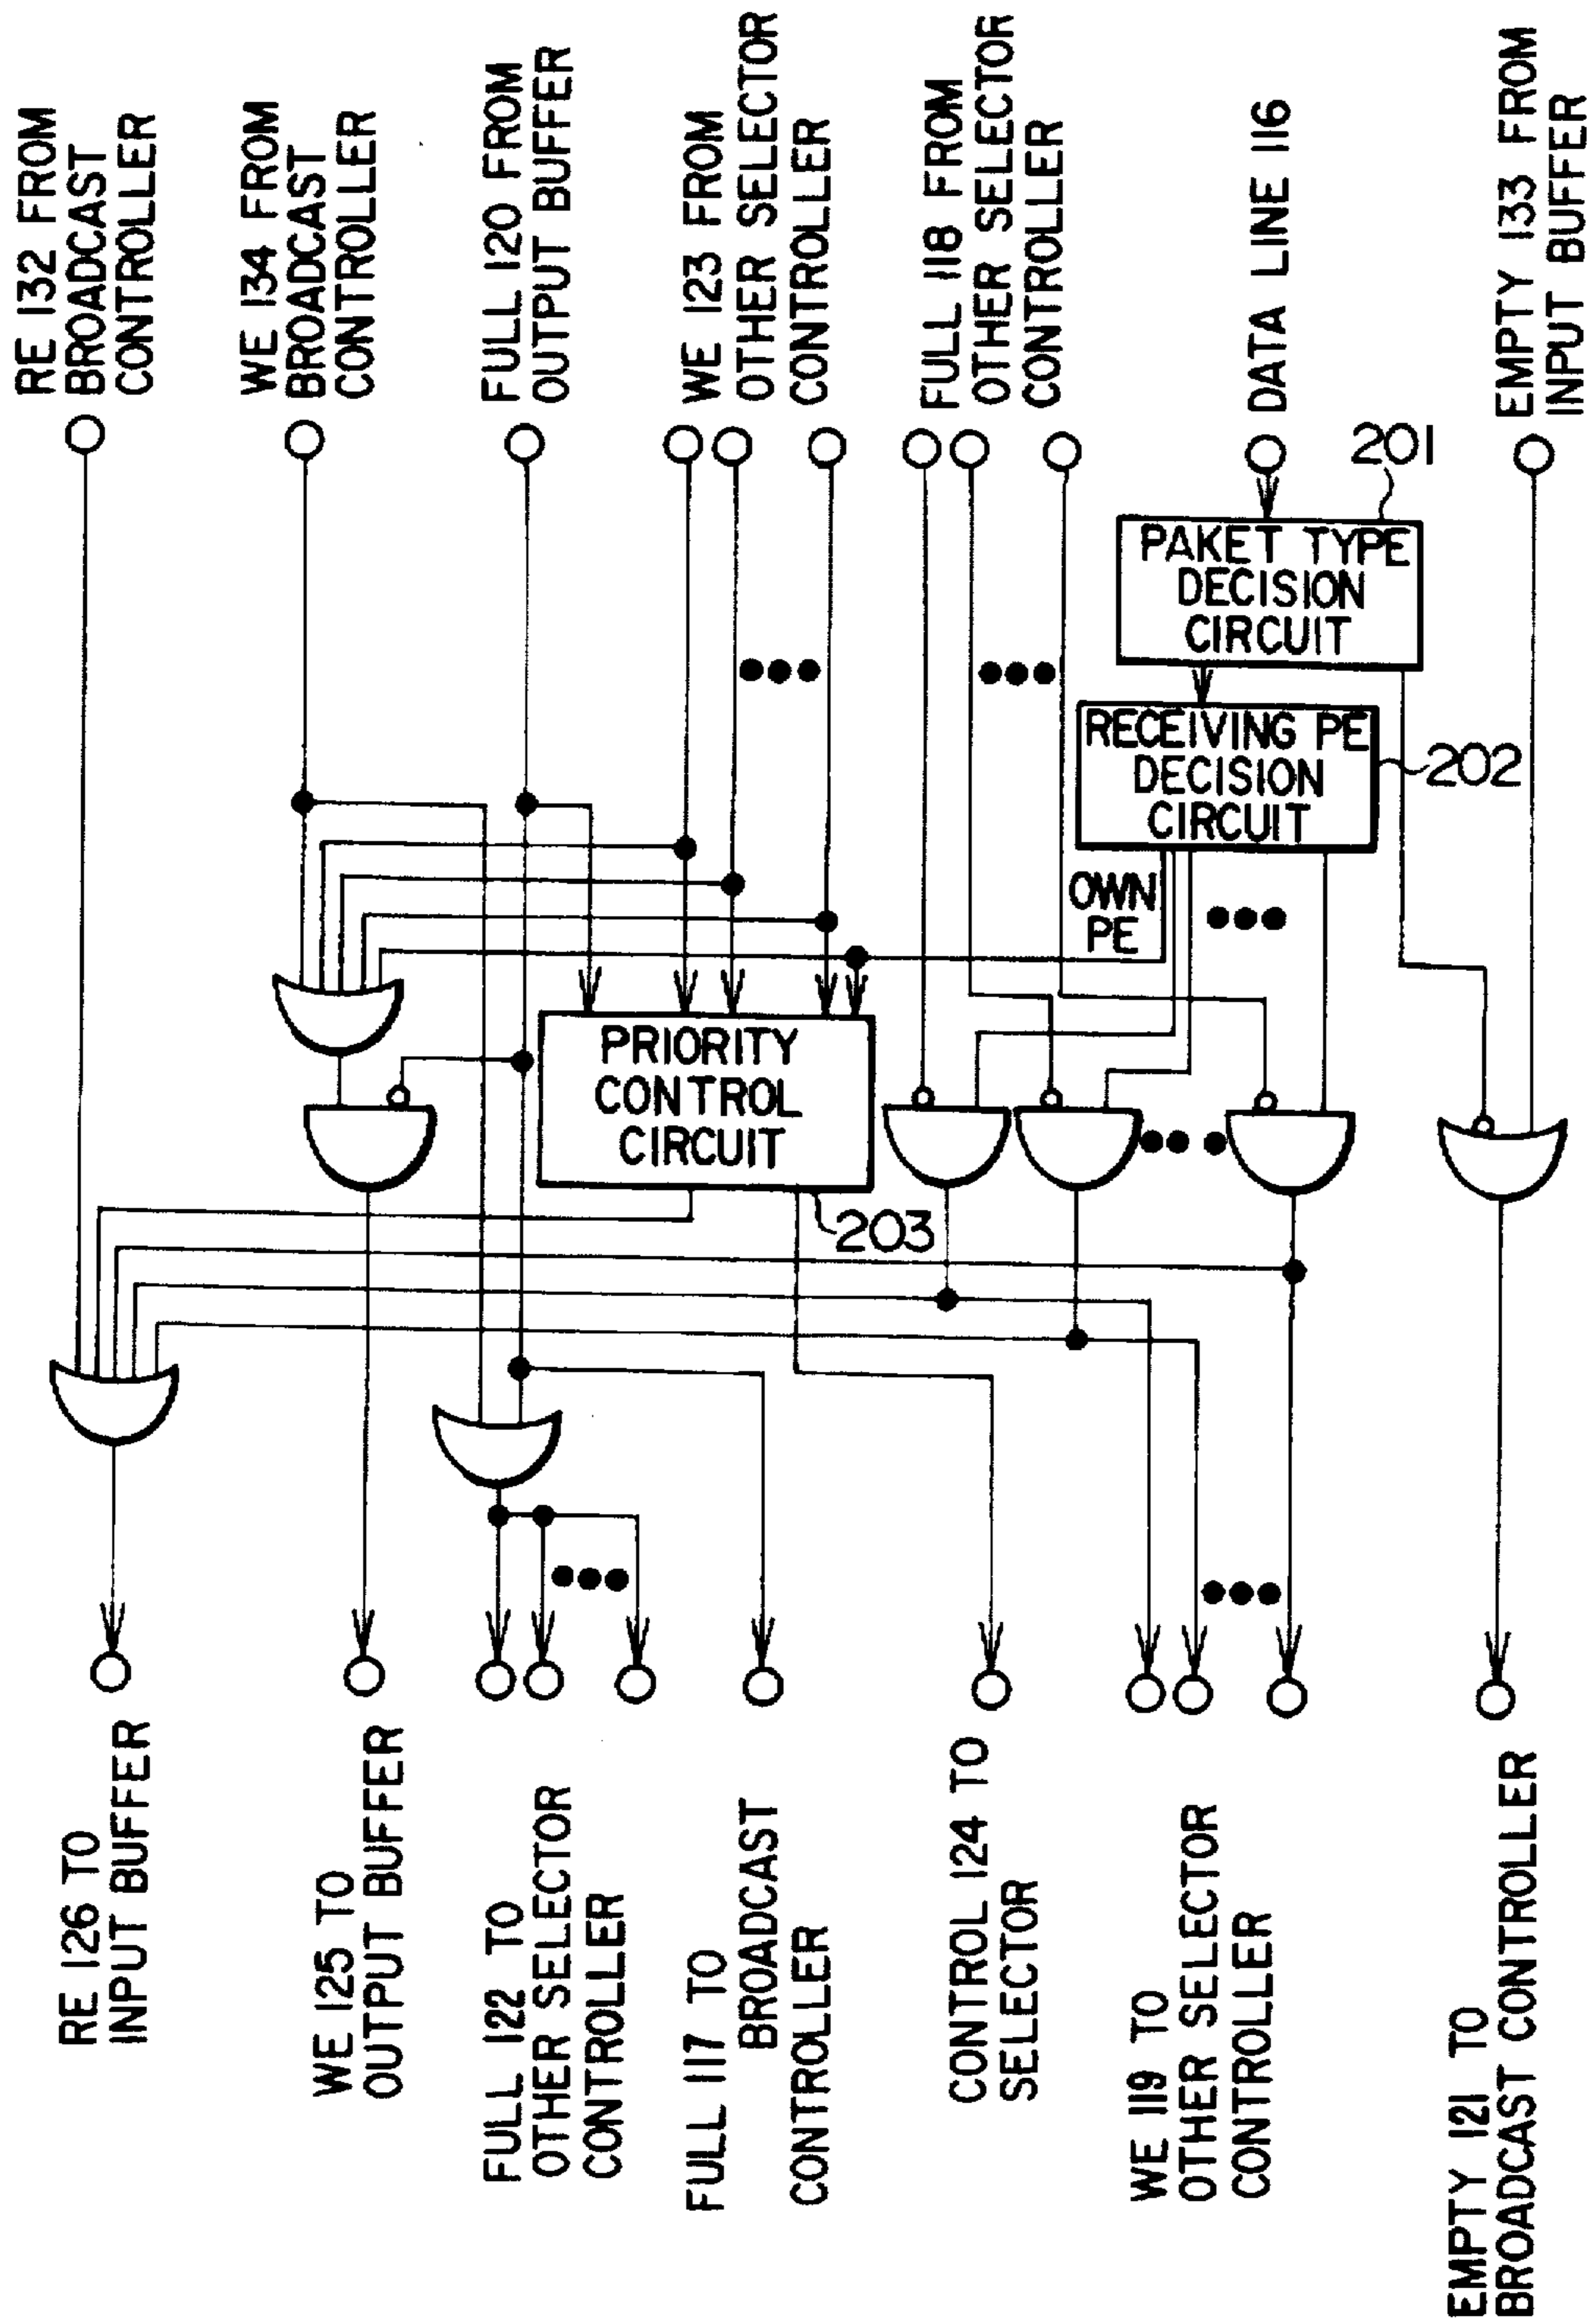 RE 132 FROM
BROADCAST
CONTROLLER
WE 134 FROM
BROADCAST
CONTROLLER
FULL 120 FROM
OUTPUT BUFFER
WE 123 FROM
OTHER SELECTOR
CONTROLLER
FULL 118 FROM
OTHER SELECTOR
CONTROLLER
DATA LINE 116
EMPTY 133 FROM
INPUT BUFFER
201
PAKET TYPE
DECISION
CIRCUIT
RECEIVING PE
DECISION
CIRCUIT
202
OWN
PE
PRIORITY
CONTROL
CIRCUIT
203
RE 126 TO
INPUT BUFFER
WE 125 TO
OUTPUT BUFFER
FULL 122 TO
OTHER SELECTOR
CONTROLLER
FULL 117 TO
BROADCAST
CONTROLLER
CONTROL 124 TO
SELECTOR
WE 119 TO
OTHER SELECTOR
CONTROLLER
EMPTY 121 TO
BROADCAST CONTROLLER